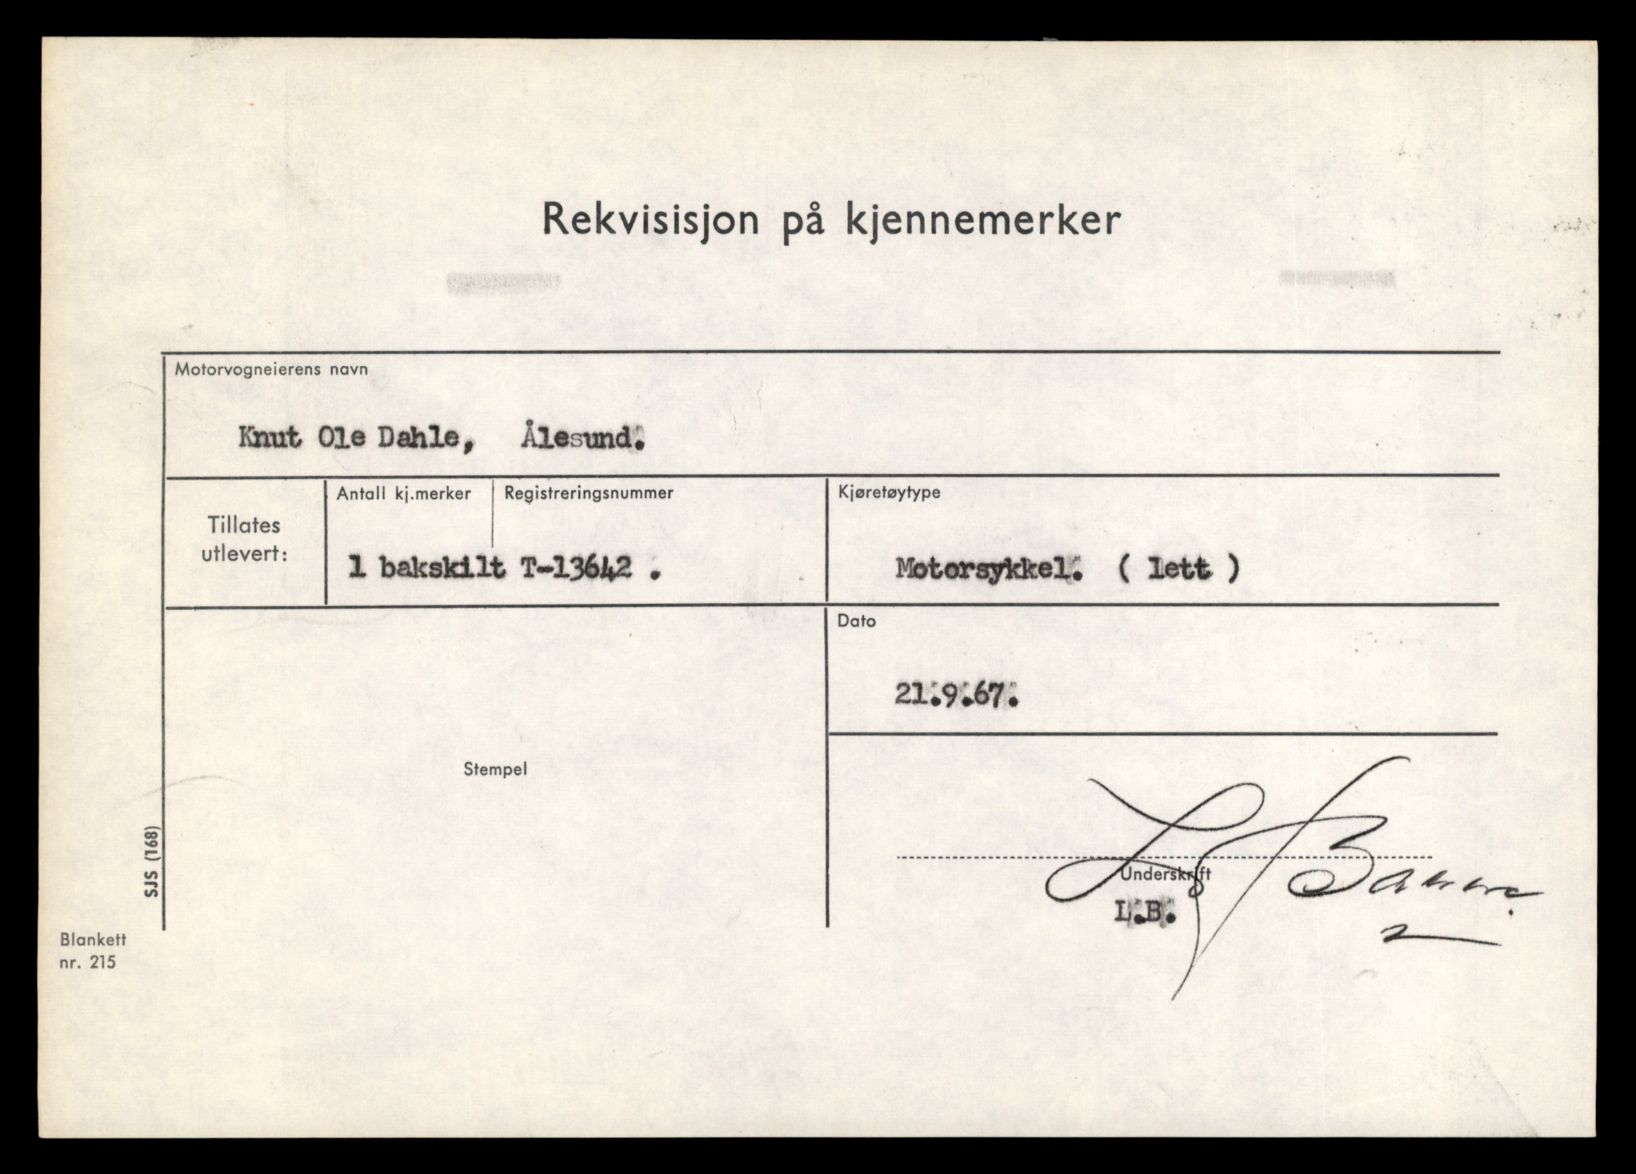 Rekvisisjon på kjennemerker
Motorvogneierens navn
Knut Ole Dahle, Ålesund.
Tillates
utlevert:
Antall kj.merker Registreringsnummer
1 bakskilt T-13642 .
Kjøretøytype
Motorsykkel. ( lett )
Dato
21.9.67.
Stempel
Underskrift
L.B.
SJS (168)
Blankett
nr. 215